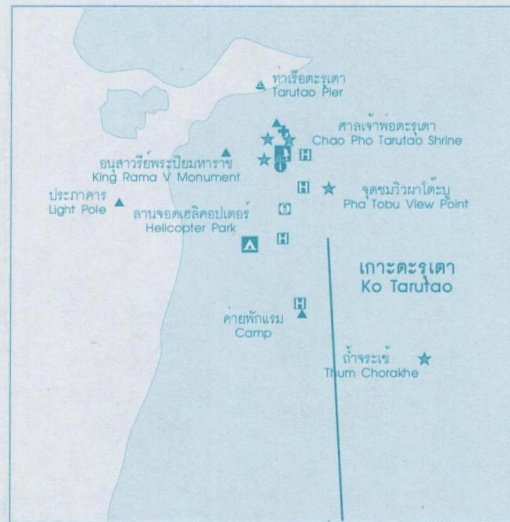 ท่าเรือตะรุเตา
Tarutao Pier
ศาลเจ้าพ่อตะรุเตา
Chao Pho Tarutao Shrine
อนุสาวรีย์พระปิยมหาราช
King Rama V Monument
ประภาคาร
Light Pole
ลานจอดเฮลิคอปเตอร์
Helicopter Park
จุดชมวิวผาโต๊ะบู
Pha Tobu View Point
เกาะตะรุเตา
Ko Tarutao
ค่ายพักแรม
Camp
ถ้ำจระเข้
Thum Chorakhe
H
H
H
H